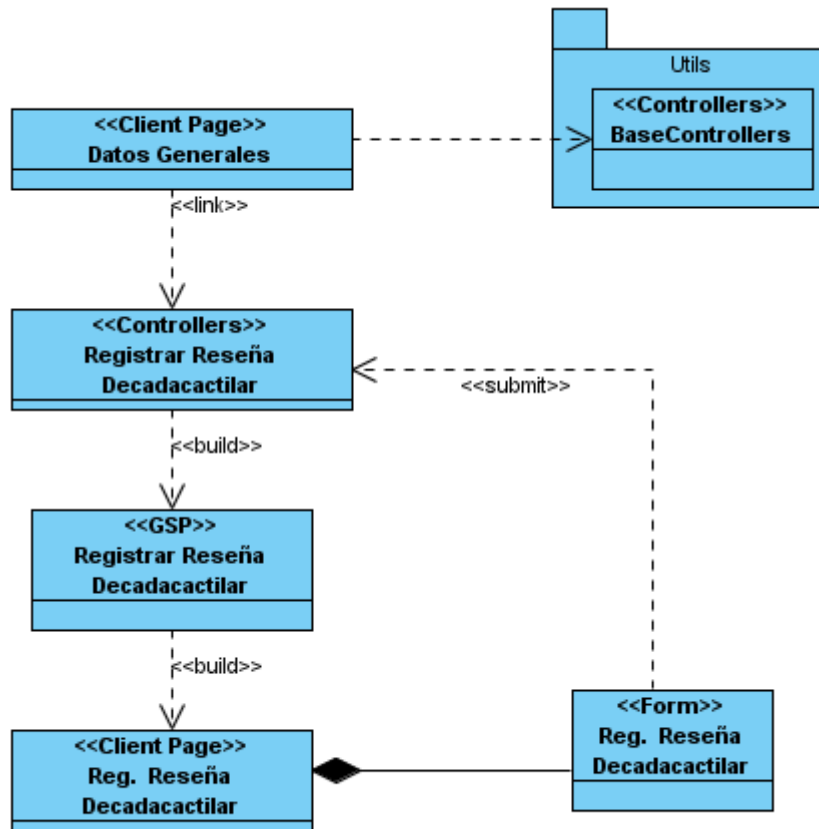 Utils
<<Controllers>>
BaseControllers
<<Client Page>>
Datos Generales
<<link>>
<<Controllers>>
Registrar Reseña
Decadacactilar
<<submit>>
<<build>>
<<GSP>>
Registrar Reseña
Decadacactilar
<<build>>
<<Client Page>>
Reg. Reseña
Decadacactilar
<<Form>>
Reg. Reseña
Decadacactilar